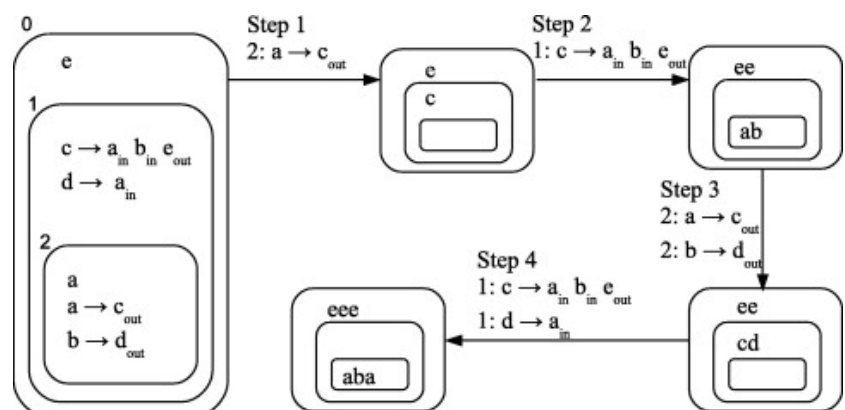 0
e
1
c → a_in b_in e_out
d → a_in
2
a
a → c_out
b → d_out
Step 1
2: a → c_out
e
c
Step 2
1: c → a_in b_in e_out
ee
ab
Step 3
2: a → c_out
2: b → d_out
ee
cd
Step 4
1: c → a_in b_in e_out
1: d → a_in
eee
aba